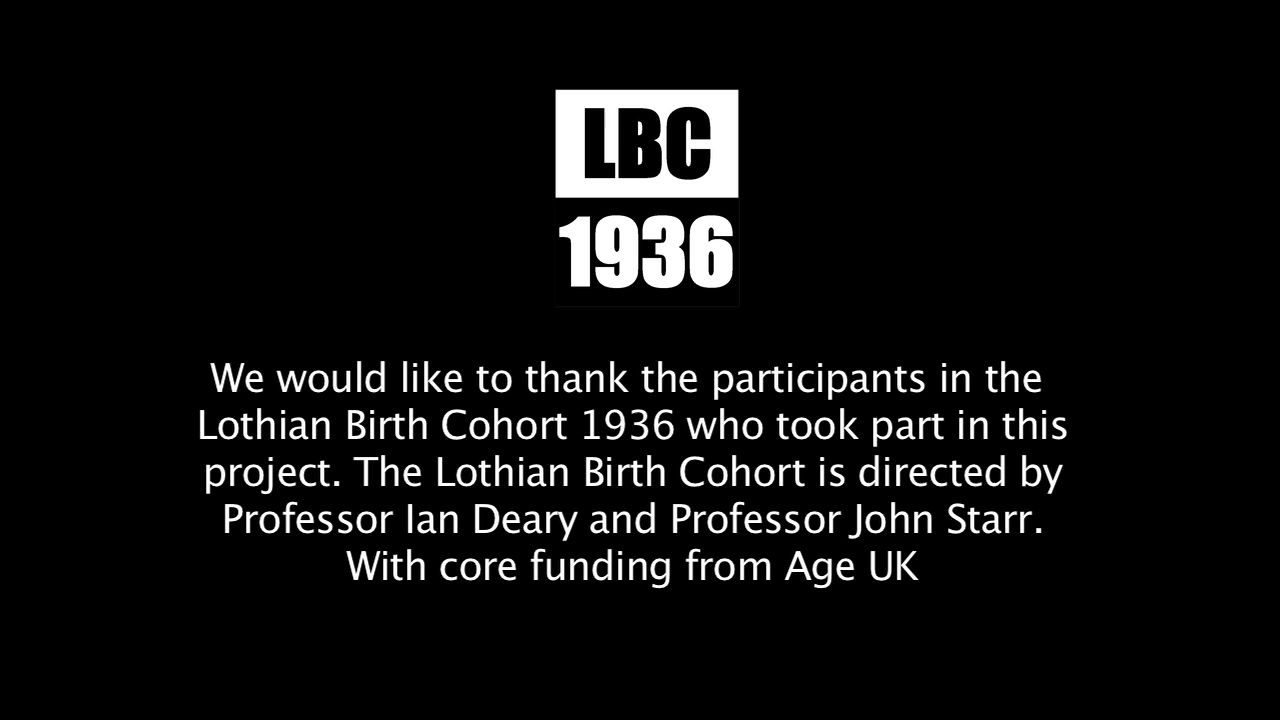 LBC
1936
We would like to thank the participants in the
Lothian Birth Cohort 1936 who took part in this
project. The Lothian Birth Cohort is directed by
Professor Ian Deary and Professor John Starr.
With core funding from Age UK